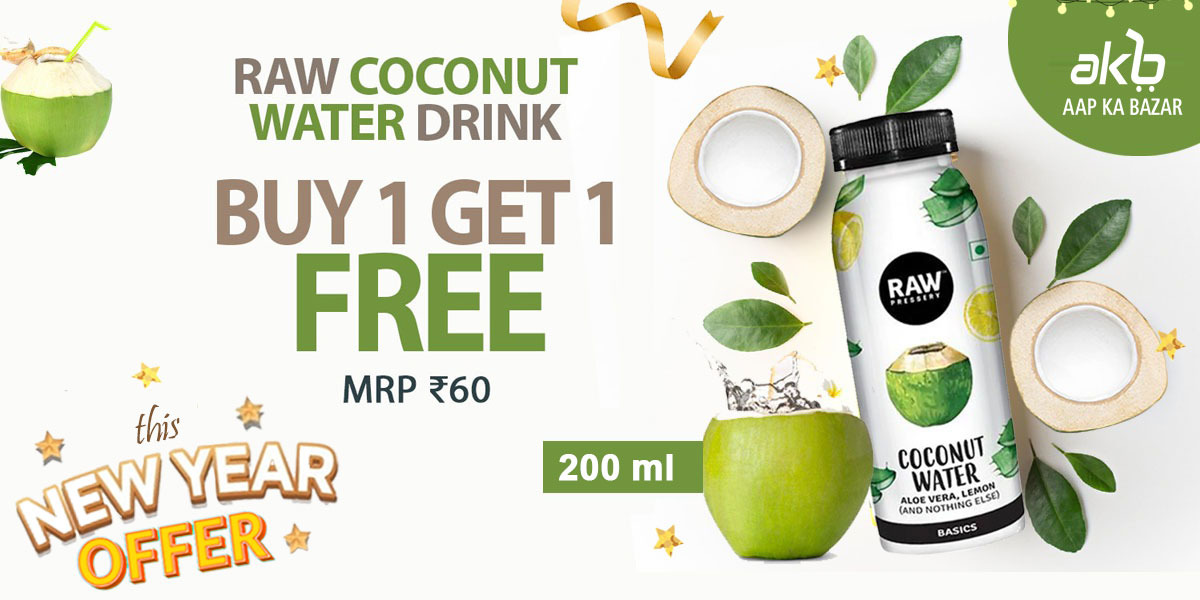 RAW COCONUT
WATER DRINK
BUY 1 GET 1
FREE
MRP ₹60
this
NEW YEAR
OFFER
200 ml
akb
AAP KA BAZAR
RAW™
PRESSERY
COCONUT
WATER
ALOE VERA, LEMON
(AND NOTHING ELSE)
BASICS